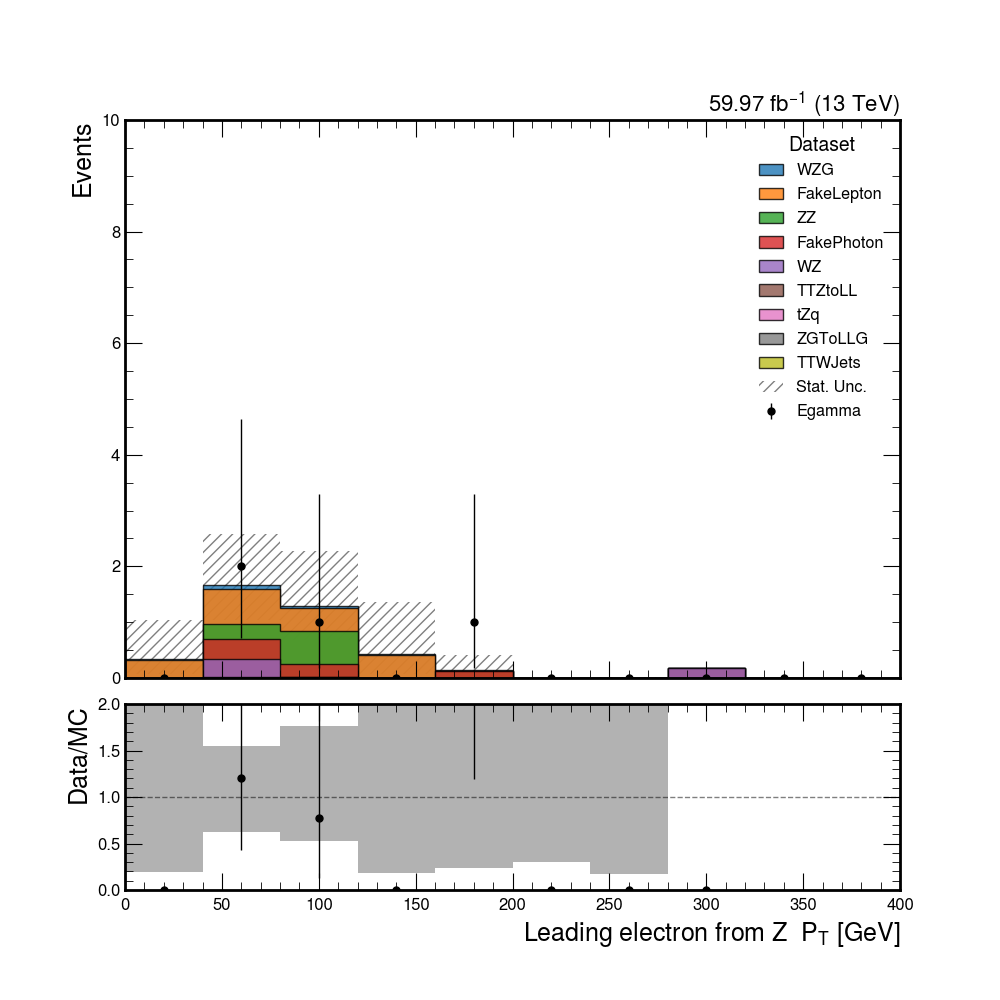 59.97 fb⁻¹ (13 TeV)
Events
10
8
6
4
2
0
Dataset
WZG
FakeLepton
ZZ
FakePhoton
WZ
TTZtoLL
tZq
ZGToLLG
TTWJets
Stat. Unc.
Egamma
Data/MC
2.0
1.5
1.0
0.5
0.0
0 50 100 150 200 250 300 350 400
Leading electron from Z P_T [GeV]